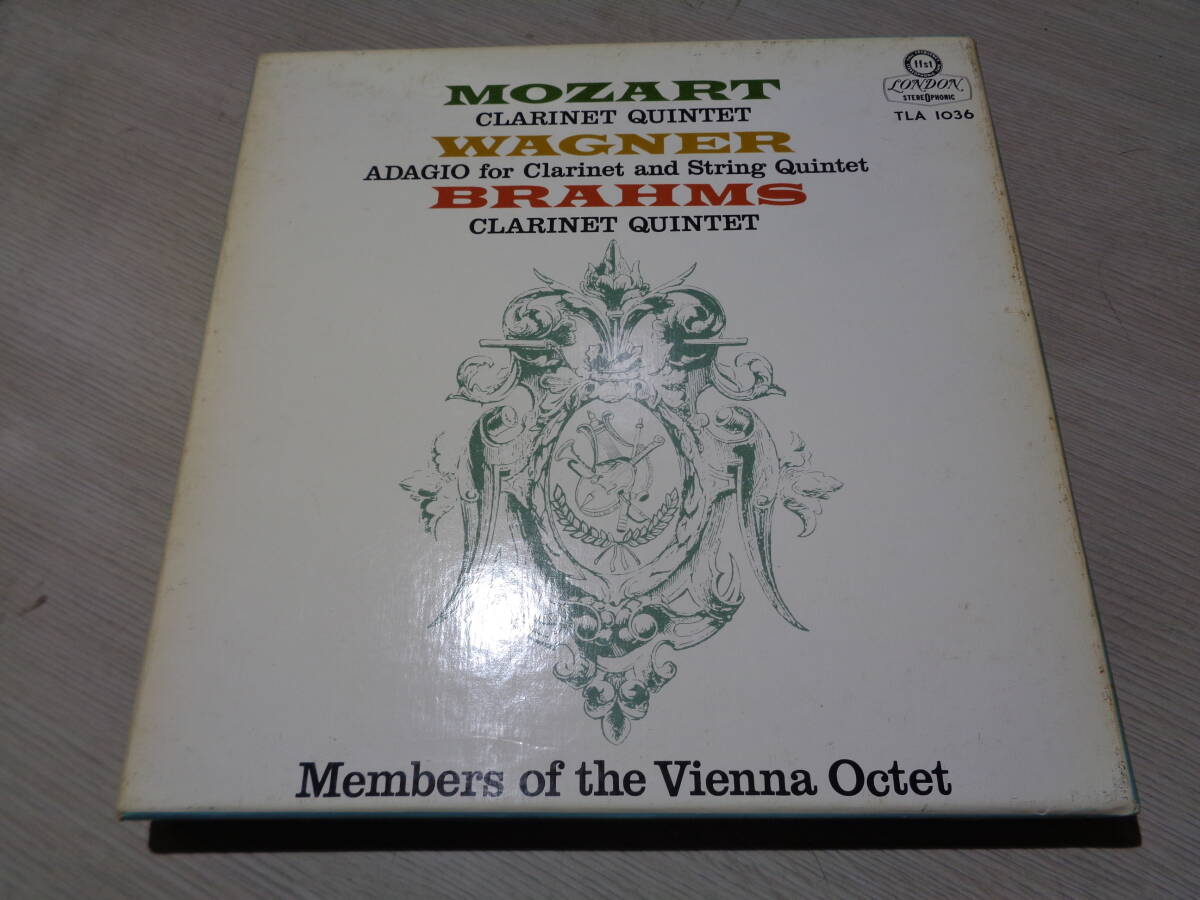 MOZART
CLARINET QUINTET
WAGNER
ADAGIO for Clarinet and String Quintet
BRAHMS
CLARINET QUINTET
ffss
LONDON
STEREOPHONIC
TLA 1036
Members of the Vienna Octet